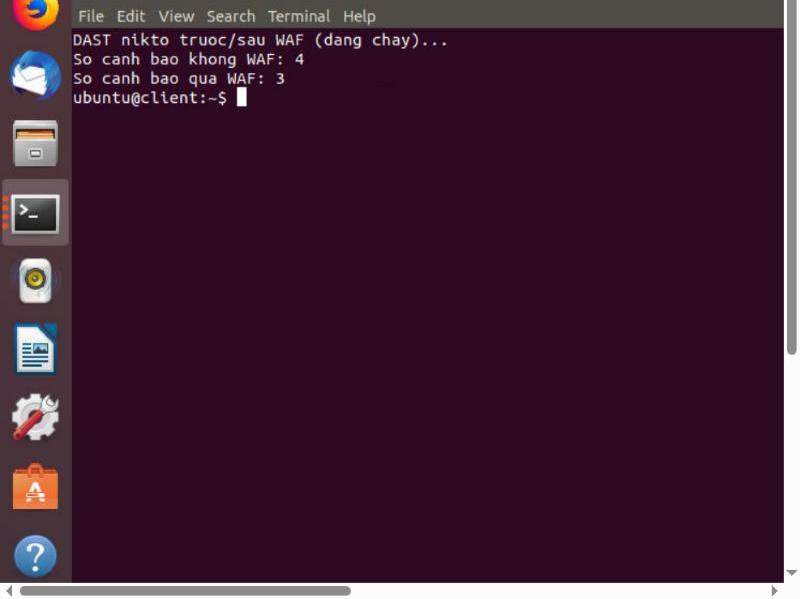 File Edit View Search Terminal Help
DAST nikto truoc/sau WAF (dang chay)...
So canh bao khong WAF: 4
So canh bao qua WAF: 3
ubuntu@client:~$